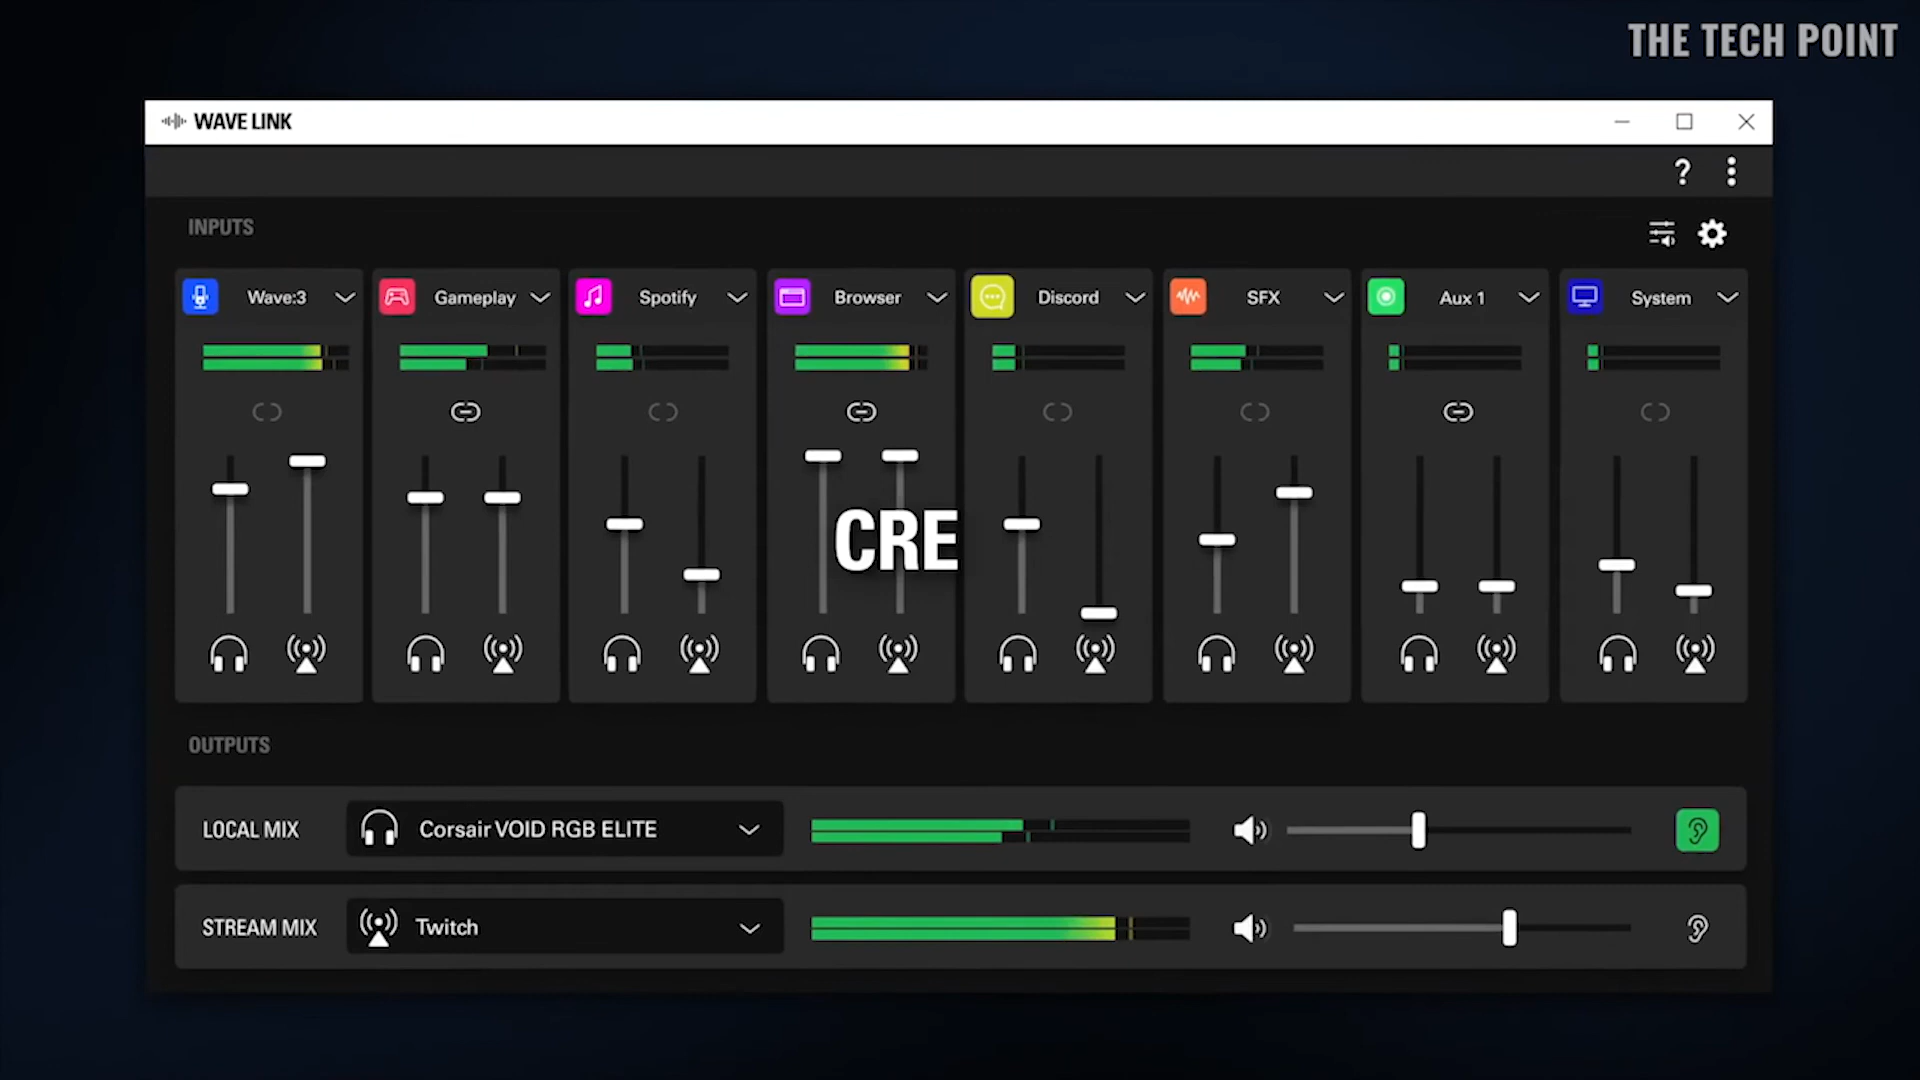 THE TECH POINT
WAVE LINK
?
INPUTS
Wave:3
Gameplay
Spotify
Browser
Discord
SFX
Aux 1
System
CRE
OUTPUTS
LOCAL MIX
Corsair VOID RGB ELITE
STREAM MIX
Twitch